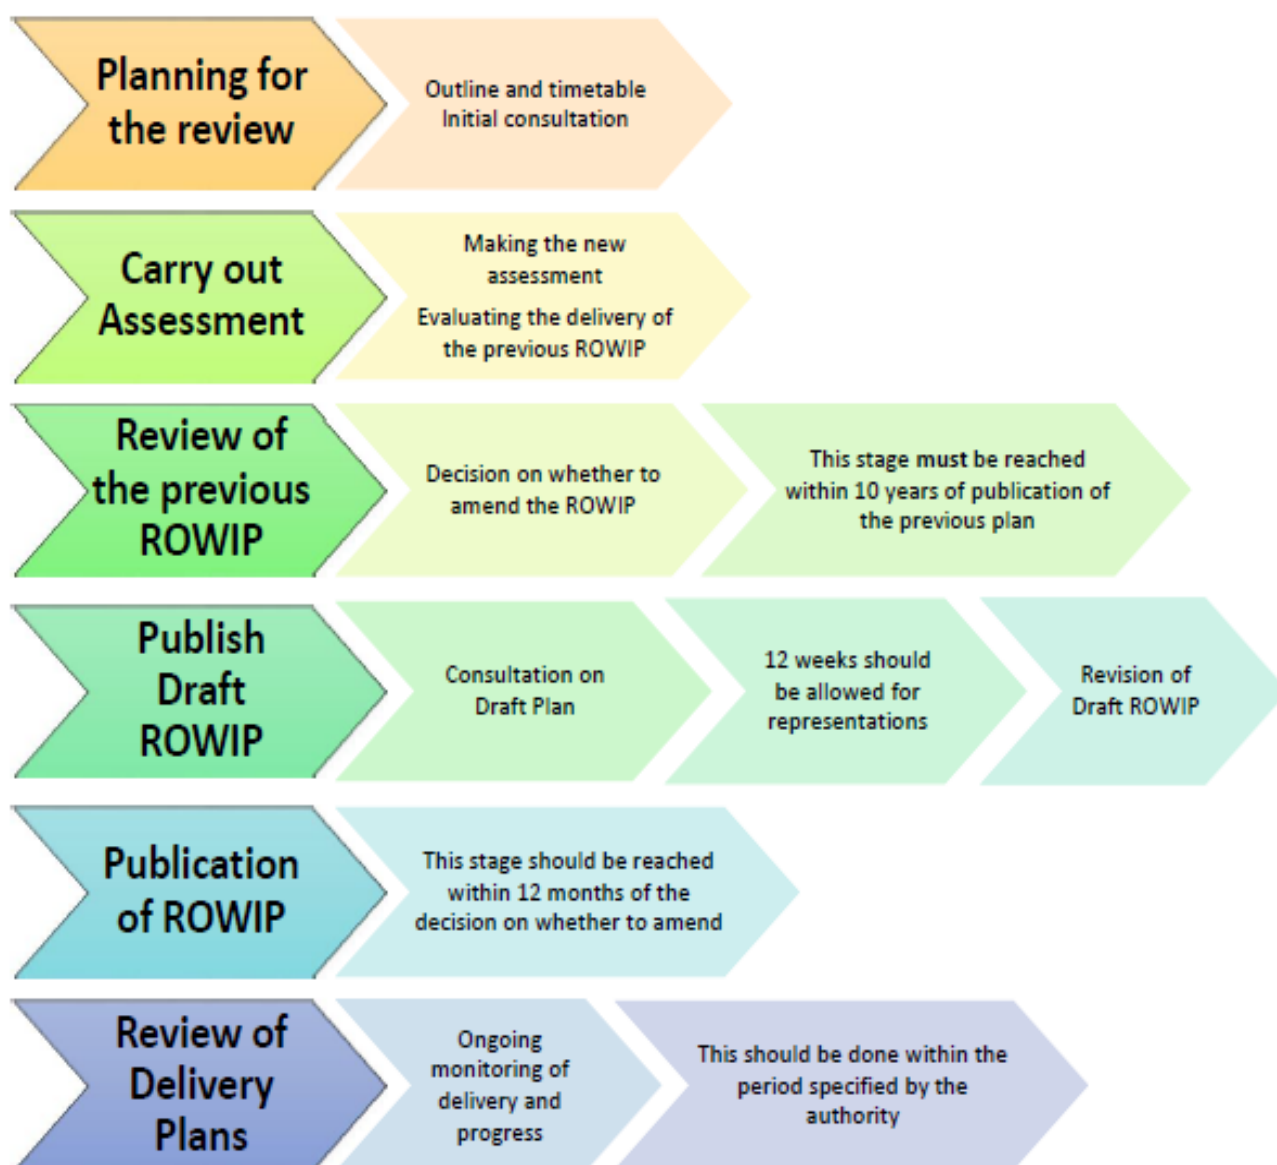 Planning for
the review
Outline and timetable
Initial consultation
Carry out
Assessment
Making the new
assessment
Evaluating the delivery of
the previous ROWIP
Review of
the previous
ROWIP
Decision on whether to
amend the ROWIP
This stage must be reached
within 10 years of publication of
the previous plan
Publish
Draft
ROWIP
Consultation on
Draft Plan
12 weeks should
be allowed for
representations
Revision of
Draft ROWIP
Publication
of ROWIP
This stage should be reached
within 12 months of the
decision on whether to amend
Review of
Delivery
Plans
Ongoing
monitoring of
delivery and
progress
This should be done within the
period specified by the
authority